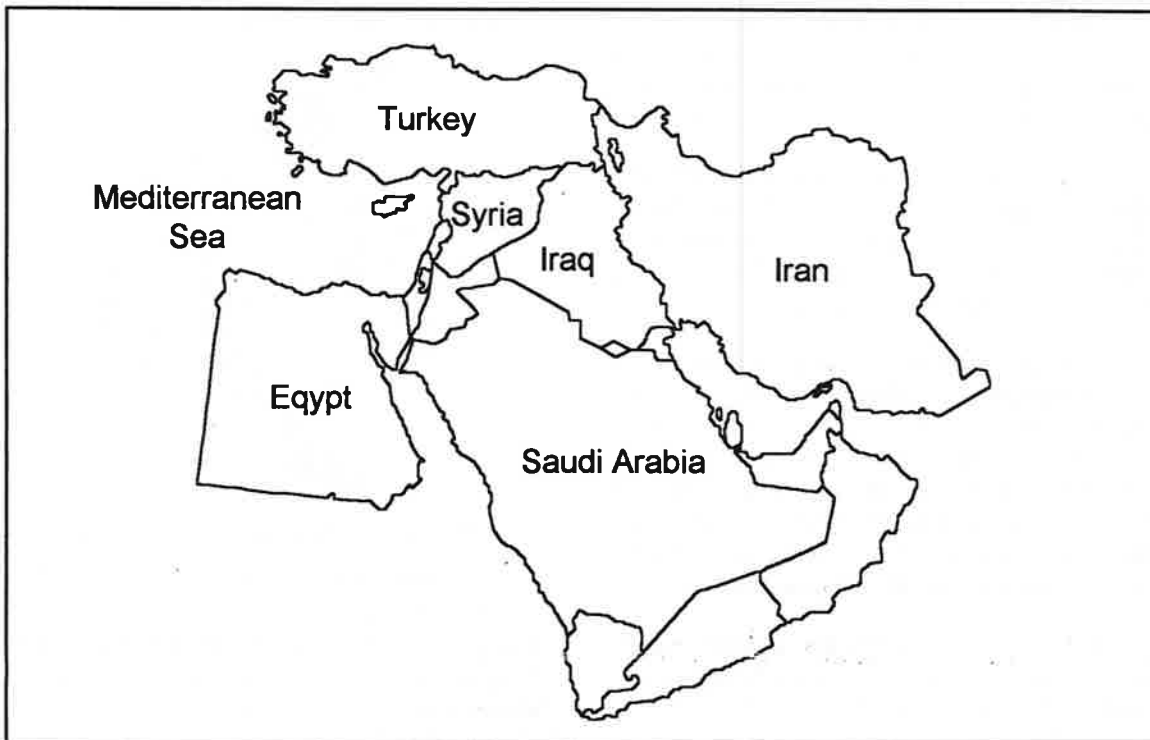 Turkey
Mediterranean
Sea
Syria
Iraq
Iran
Eqypt
Saudi Arabia